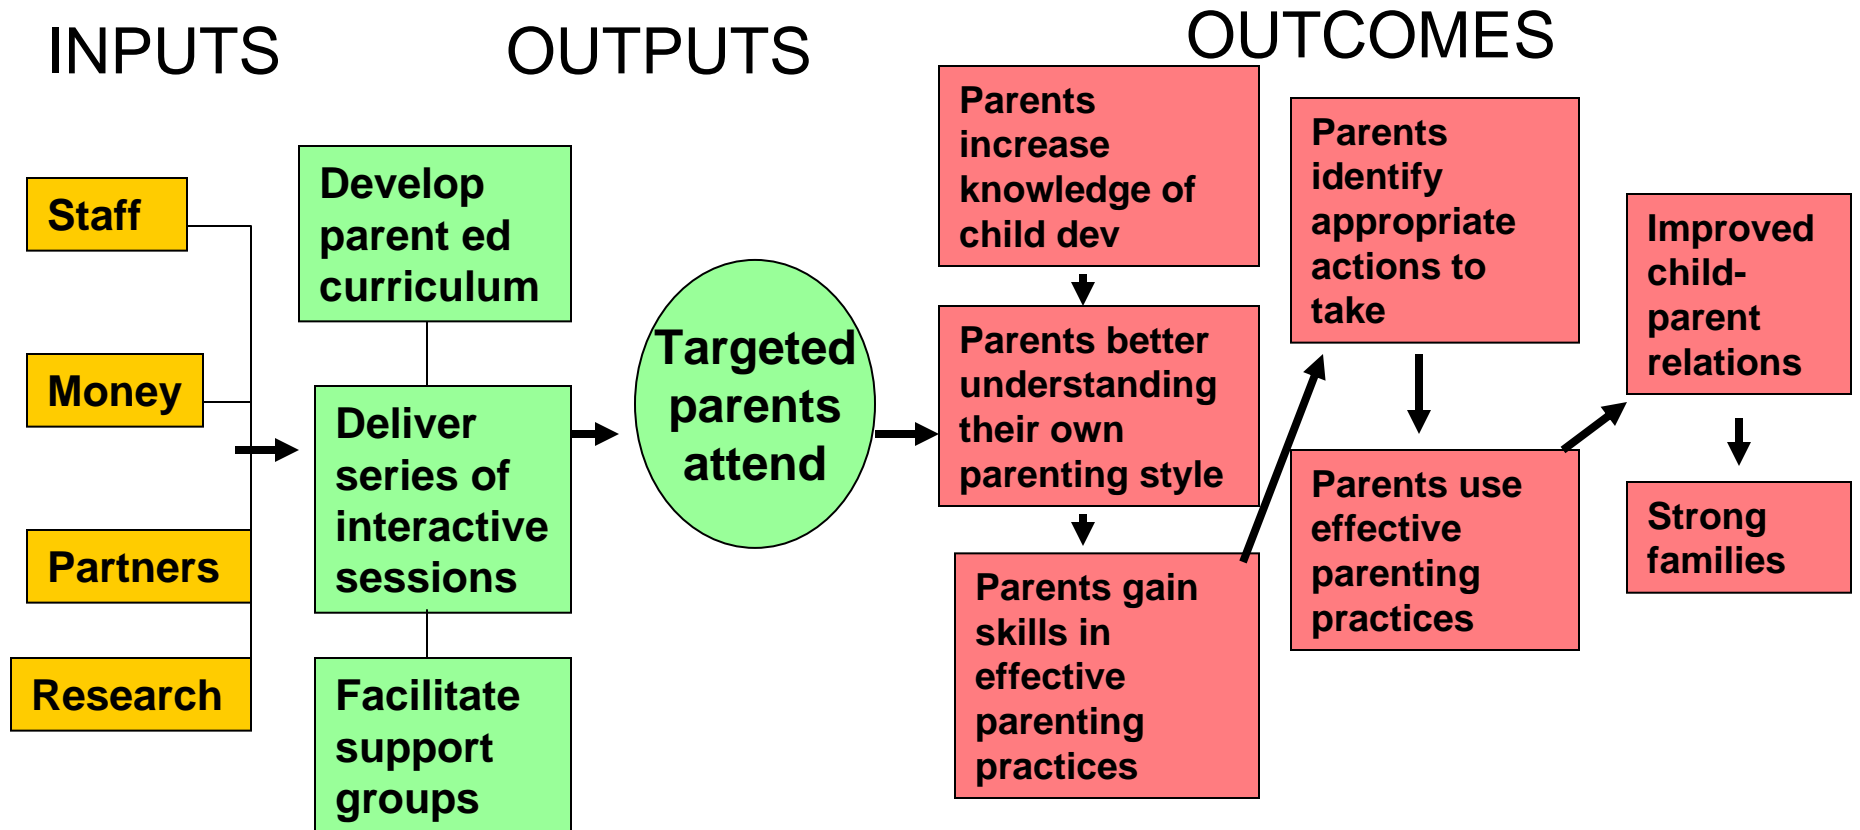 INPUTS
OUTPUTS
OUTCOMES
Staff
Money
Partners
Research
Develop
parent ed
curriculum
Deliver
series of
interactive
sessions
Facilitate
support
groups
Targeted
parents
attend
Parents
increase
knowledge of
child dev
Parents better
understanding
their own
parenting style
Parents gain
skills in
effective
parenting
practices
Parents
identify
appropriate
actions to
take
Parents use
effective
parenting
practices
Improved
child-
parent
relations
Strong
families